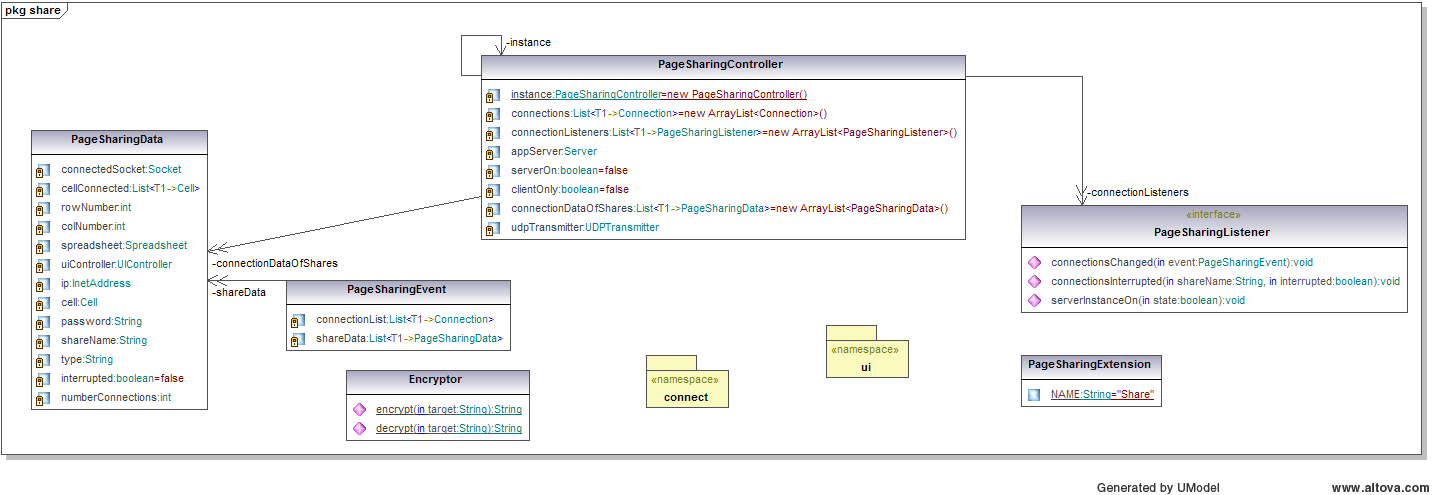 pkg share
-instance
PageSharingController
instance:PageSharingController=new PageSharingController()
connections:List<T1->Connection>=new ArrayList<Connection>()
connectionListeners:List<T1->PageSharingListener>=new ArrayList<PageSharingListener>()
appServer:Server
serverOn:boolean=false
clientOnly:boolean=false
connectionDataOfShares:List<T1->PageSharingData>=new ArrayList<PageSharingData>()
udpTransmitter:UDPTransmitter
PageSharingData
connectedSocket:Socket
cellConnected:List<T1->Cell>
rowNumber:int
colNumber:int
spreadsheet:Spreadsheet
uiController:UIController
ip:InetAddress
cell:Cell
password:String
shareName:String
type:String
interrupted:boolean=false
numberConnections:int
-connectionListeners
«interface»
PageSharingListener
connectionsChanged(in event:PageSharingEvent):void
connectionsInterrupted(in shareName:String, in interrupted:boolean):void
serverInstanceOn(in state:boolean):void
-connectionDataOfShares
-shareData
PageSharingEvent
connectionList:List<T1->Connection>
shareData:List<T1->PageSharingData>
Encryptor
encrypt(in target:String):String
decrypt(in target:String):String
«namespace»
connect
«namespace»
ui
PageSharingExtension
NAME:String="Share"
Generated by UModel
www.altova.com